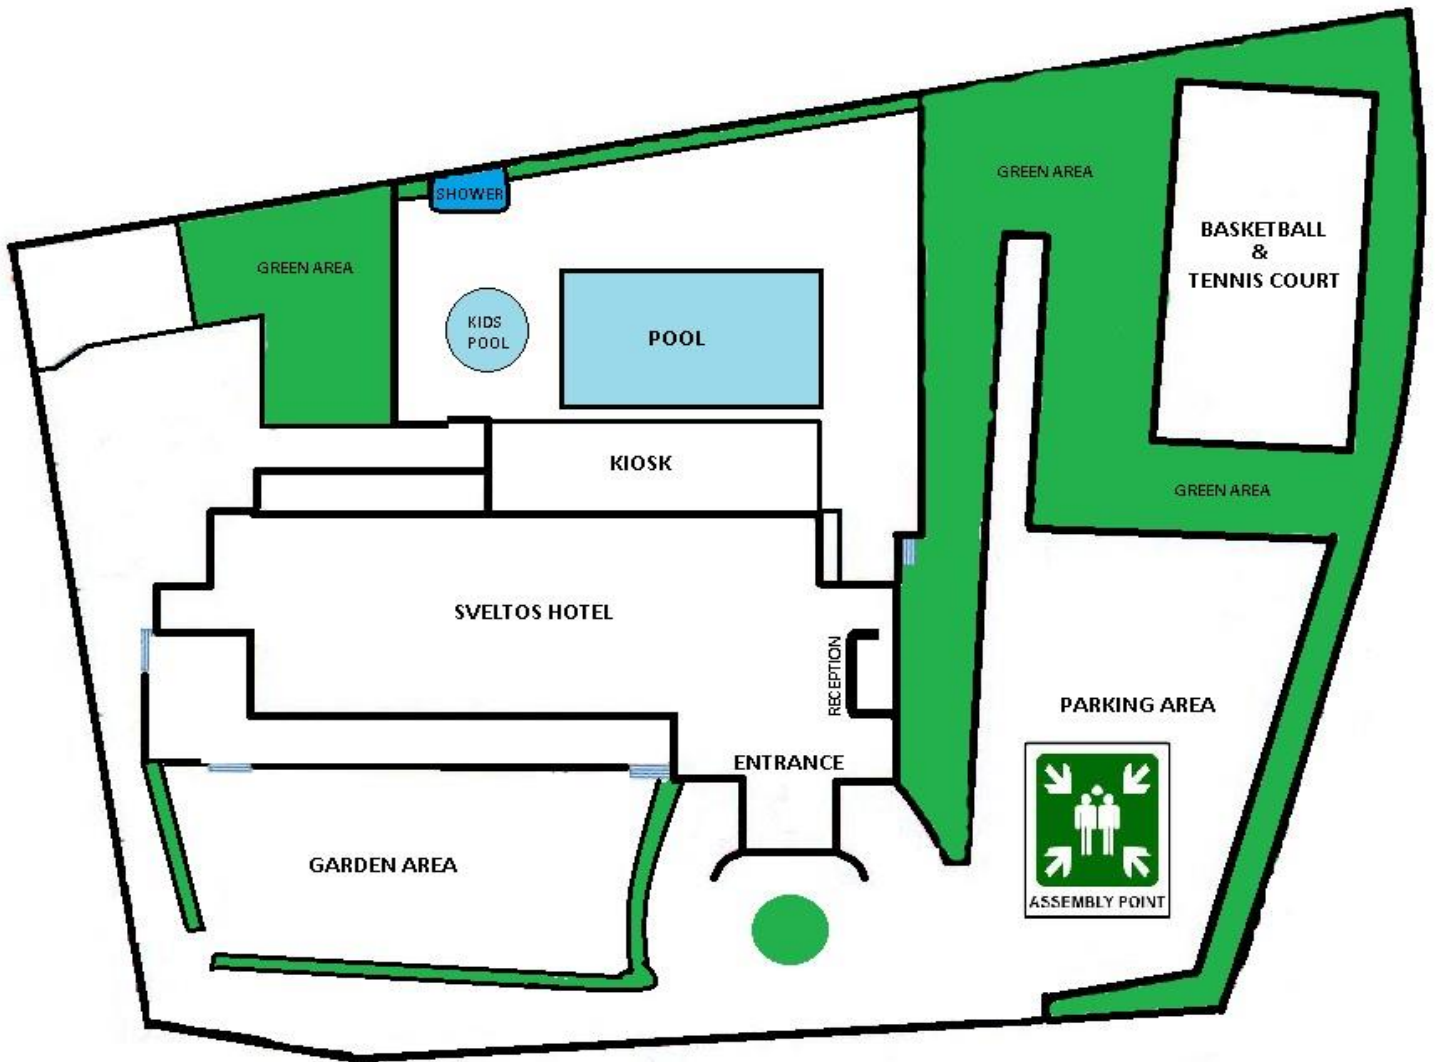 SHOWER
GREEN AREA
BASKETBALL
&
TENNIS COURT
GREEN AREA
KIDS
POOL
POOL
KIOSK
GREEN AREA
SVELTOS HOTEL
RECEPTION
PARKING AREA
ENTRANCE
GARDEN AREA
ASSEMBLY POINT